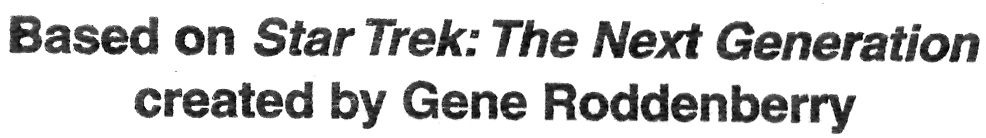 Based on Star Trek: The Next Generation
created by Gene Roddenberry